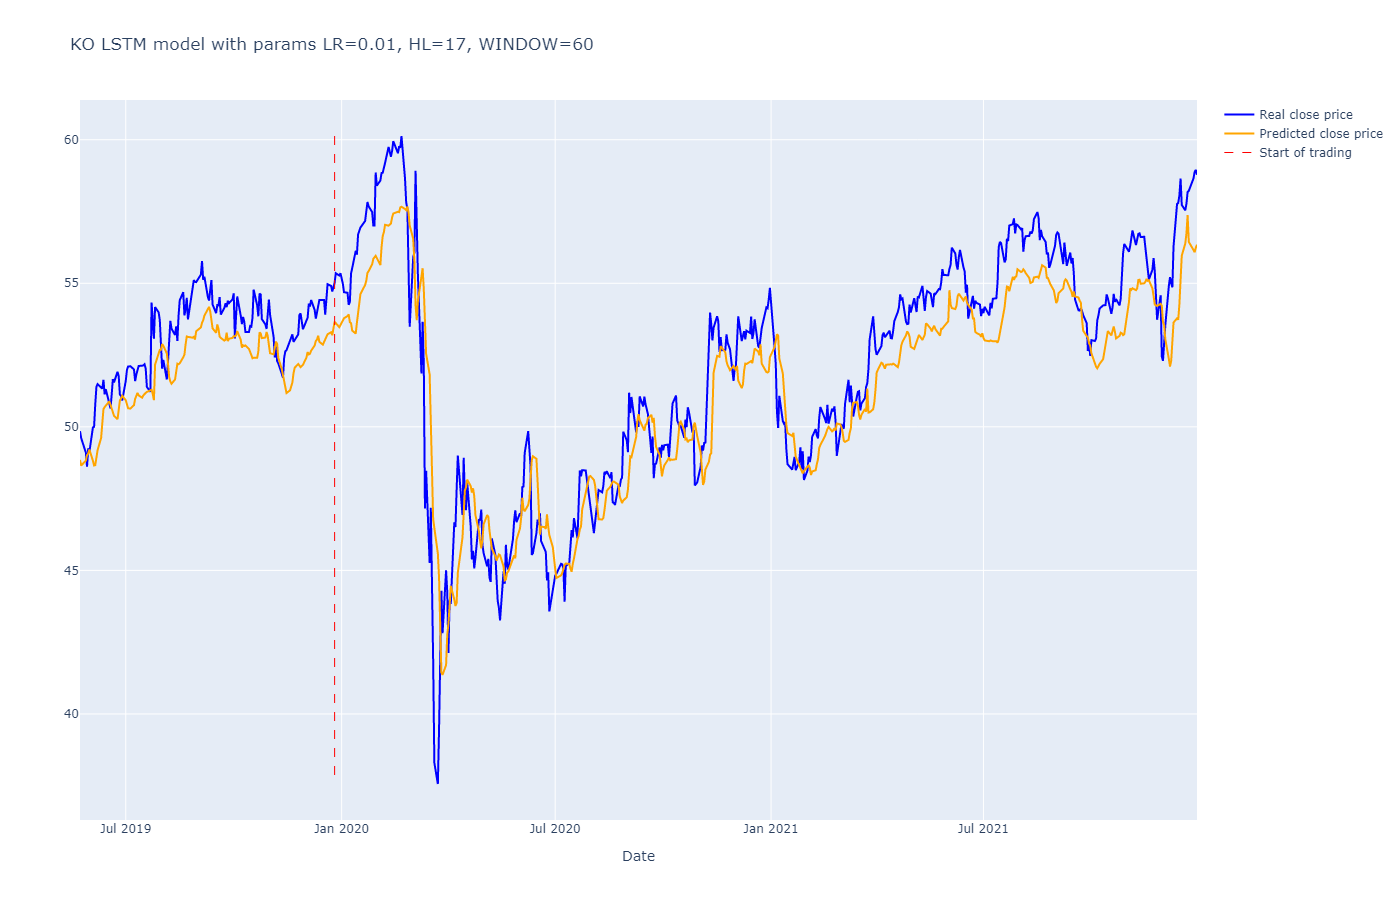 KO LSTM model with params LR=0.01, HL=17, WINDOW=60
Real close price
Predicted close price
Start of trading
60
55
50
45
40
Jul 2019
Jan 2020
Jul 2020
Jan 2021
Jul 2021
Date